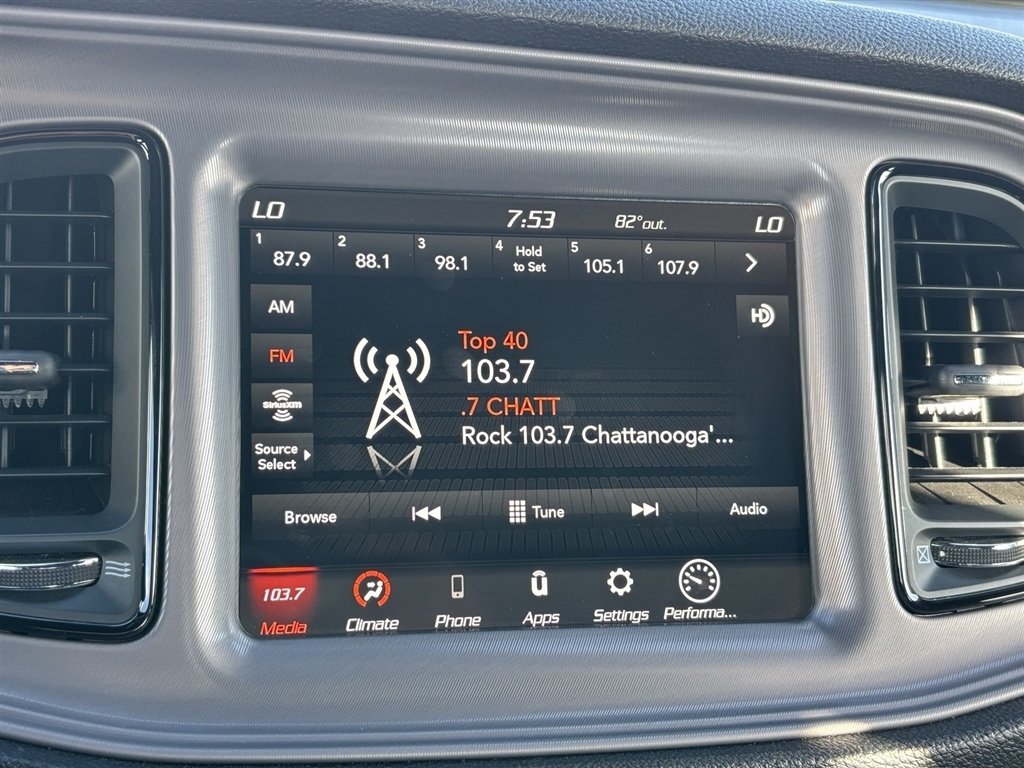 LO 7:53 82° out. LO
1 87.9 2 88.1 3 98.1 4 Hold to Set 5 105.1 6 107.9
AM
HD
FM
Top 40
103.7
SiriusXM
.7 CHATT
Rock 103.7 Chattanooga'...
Source
Select
Browse Tune Audio
103.7
Media Climate Phone Apps Settings Performa...